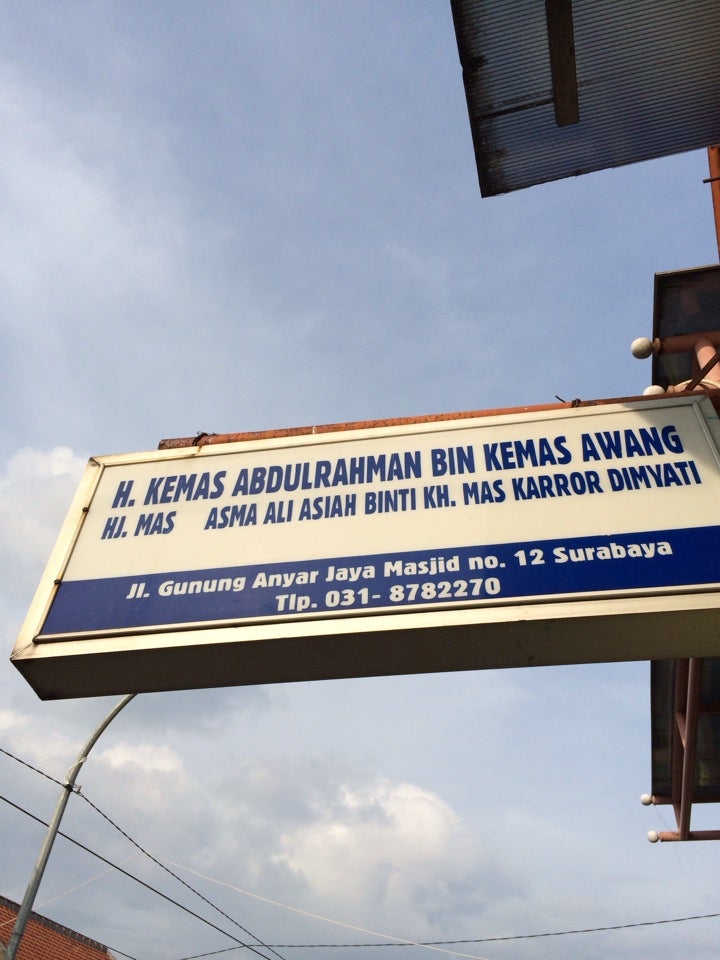 H. KEMAS ABDULRAHMAN BIN KEMAS AWANG
HJ. MAS ASMA ALI ASIAH BINTI KH. MAS KARROR DIMYATI
Jl. Gunung Anyar Jaya Masjid no. 12 Surabaya
Tlp. 031- 8782270